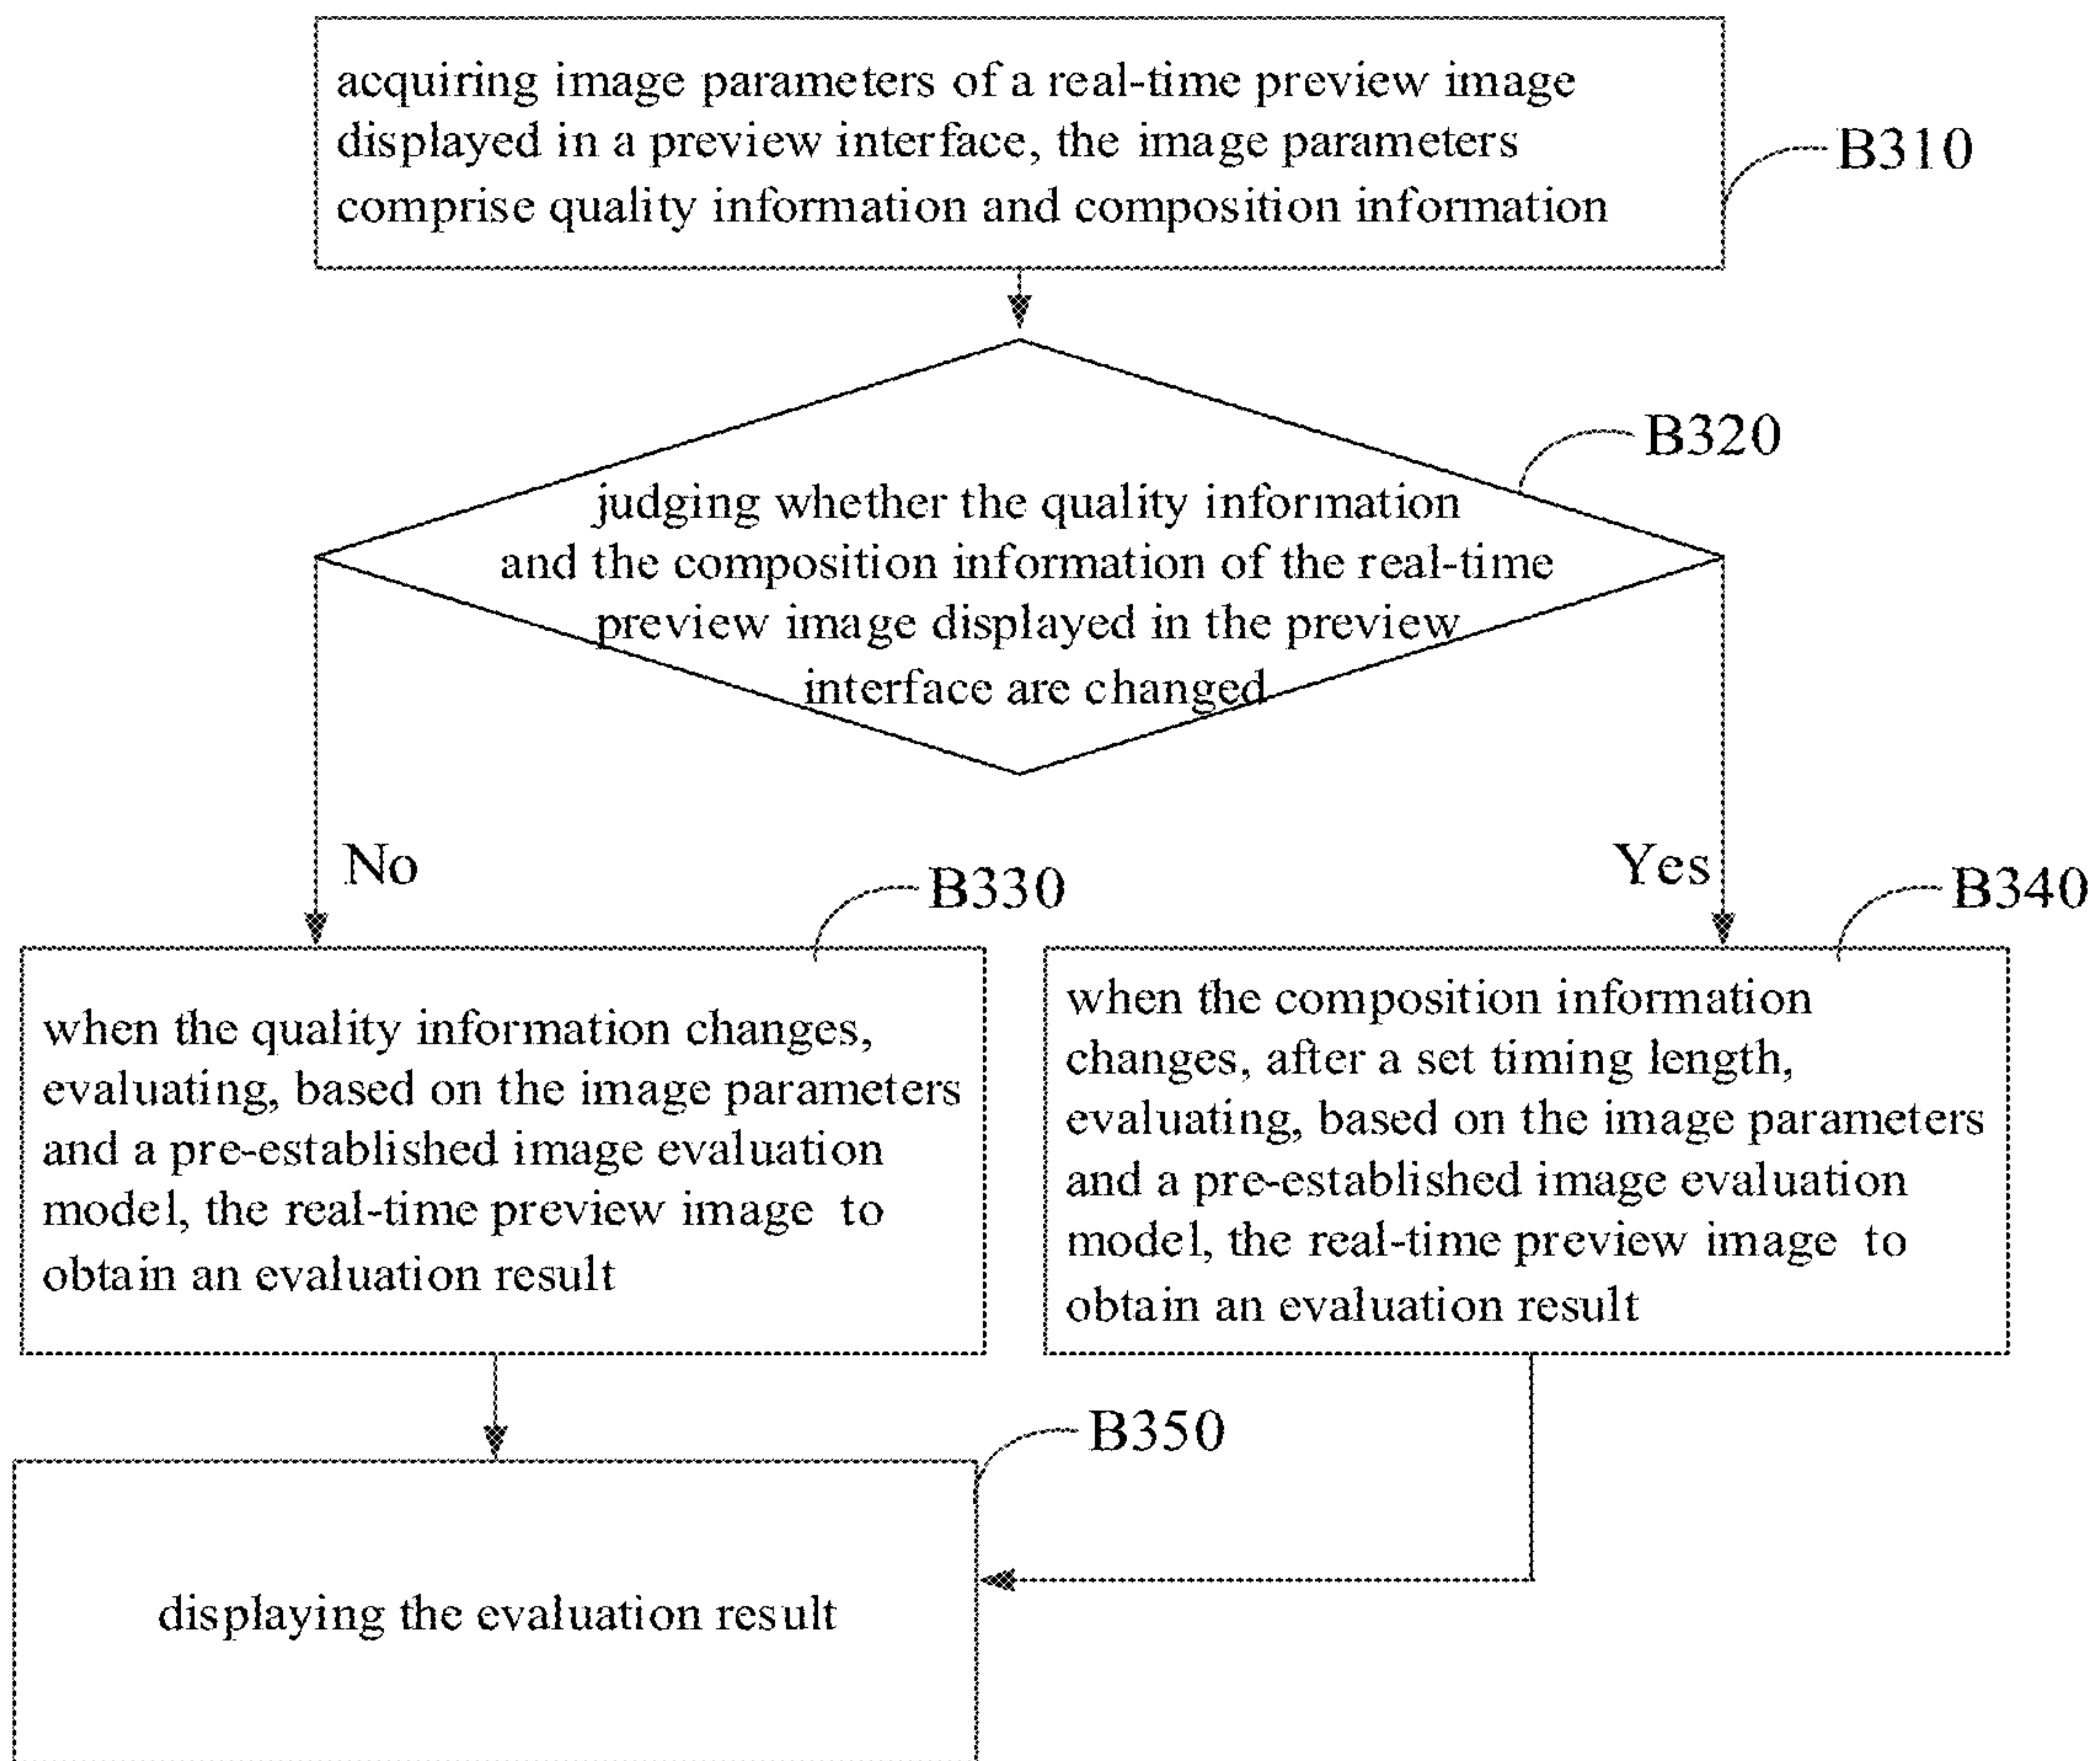 acquiring image parameters of a real-time preview image
displayed in a preview interface, the image parameters
comprise quality information and composition information
B310
B320
judging whether the quality information
and the composition information of the real-time
preview image displayed in the preview
interface are changed
No
Yes
B330
B340
when the quality information changes,
evaluating, based on the image parameters
and a pre-established image evaluation
model, the real-time preview image to
obtain an evaluation result
when the composition information
changes, after a set timing length,
evaluating, based on the image parameters
and a pre-established image evaluation
model, the real-time preview image to
obtain an evaluation result
B350
displaying the evaluation result